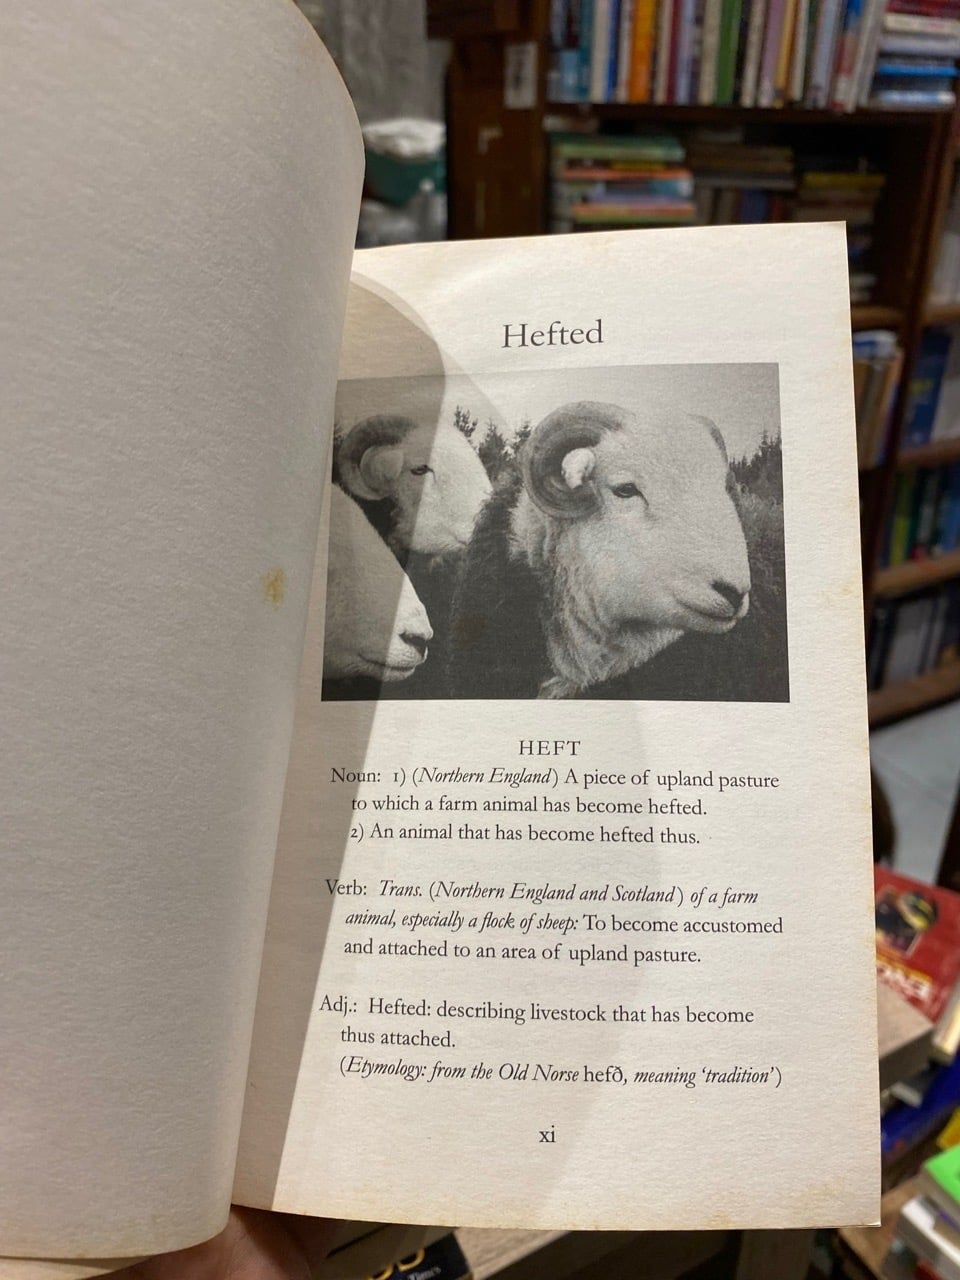 Hefted
HEFT
Noun: 1) (Northern England) A piece of upland pasture
to which a farm animal has become hefted.
2) An animal that has become hefted thus.
Verb: Trans. (Northern England and Scotland) of a farm
animal, especially a flock of sheep: To become accustomed
and attached to an area of upland pasture.
Adj.: Hefted: describing livestock that has become
thus attached.
(Etymology: from the Old Norse hefð, meaning ‘tradition’)
xi
Times